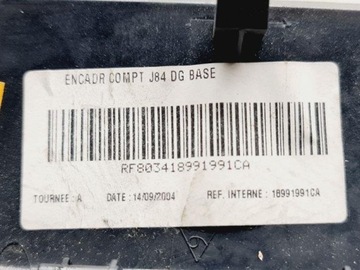 ENCADR COMPT J84 DG BASE
RF803418991991CA
TOURNEE : A DATE : 14/09/2004 REF. INTERNE : 18991991CA